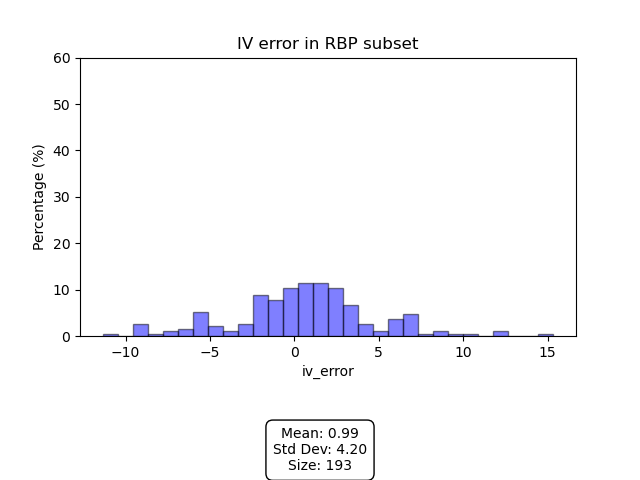 IV error in RBP subset
60
50
40
30
20
10
0
Percentage (%)
−10
−5
0
5
10
15
iv_error
Mean: 0.99
Std Dev: 4.20
Size: 193